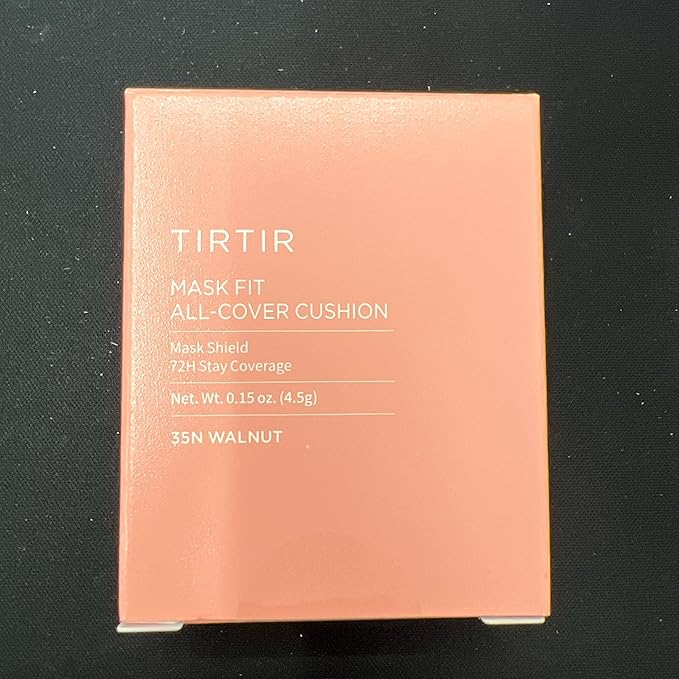 TIRTIR
MASK FIT
ALL-COVER CUSHION
Mask Shield
72H Stay Coverage
Net. Wt. 0.15 oz. (4.5g)
35N WALNUT